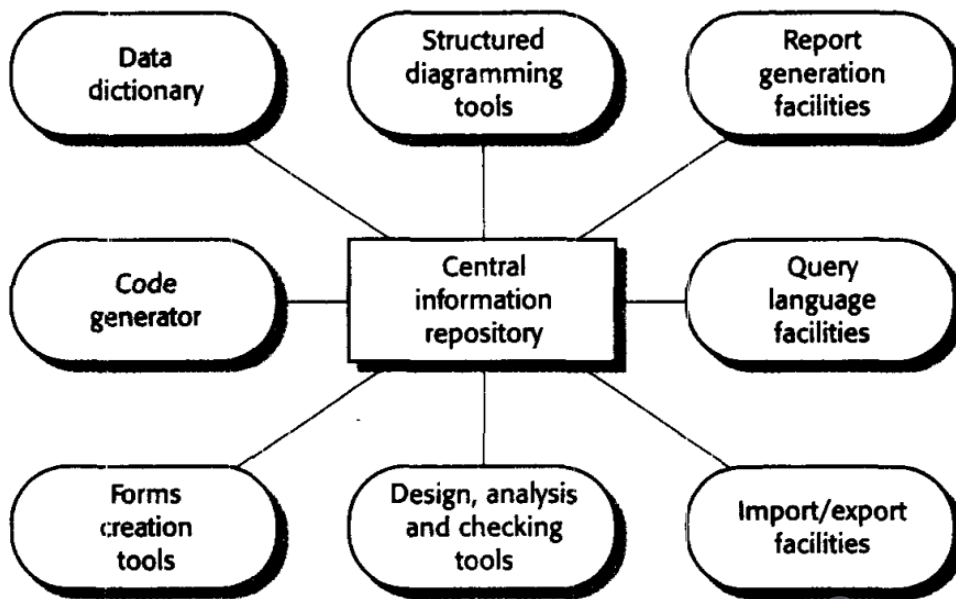 Data
dictionary
Structured
diagramming
tools
Report
generation
facilities
Code
generator
Central
information
repository
Query
language
facilities
Forms
creation
tools
Design, analysis
and checking
tools
Import/export
facilities